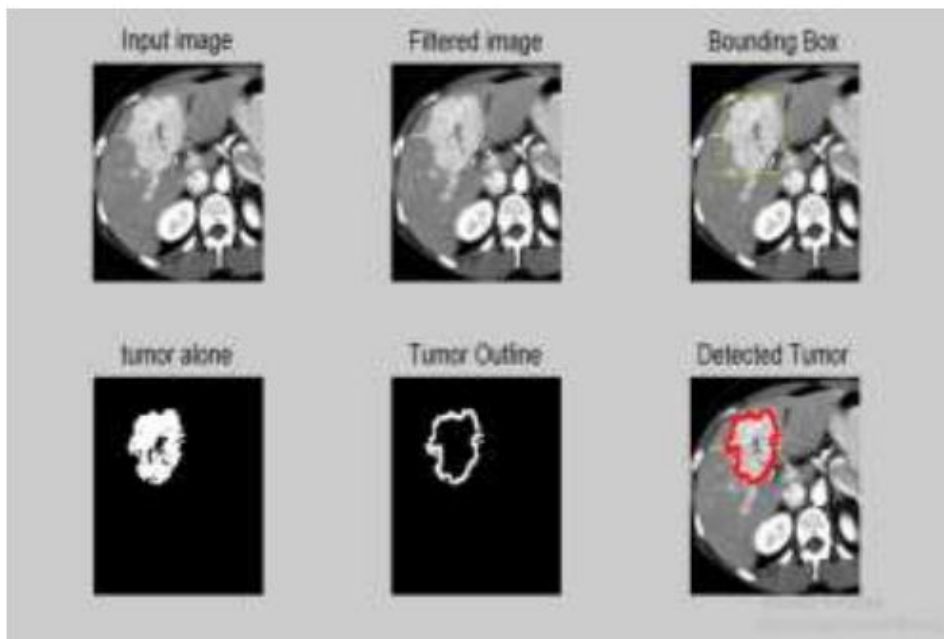 Input image
Filtered image
Bounding Box
tumor alone
Tumor Outline
Detected Tumor